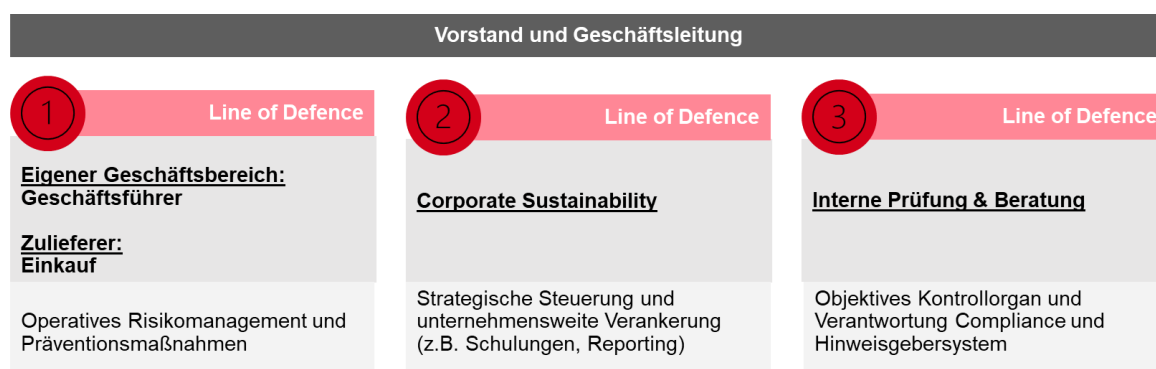 Vorstand und Geschäftsleitung
1
Line of Defence
Eigener Geschäftsbereich:
Geschäftsführer
Zulieferer:
Einkauf
Operatives Risikomanagement und
Präventionsmaßnahmen
2
Line of Defence
Corporate Sustainability
Strategische Steuerung und
unternehmensweite Verankerung
(z.B. Schulungen, Reporting)
3
Line of Defence
Interne Prüfung & Beratung
Objektives Kontrollorgan und
Verantwortung Compliance und
Hinweisgebersystem